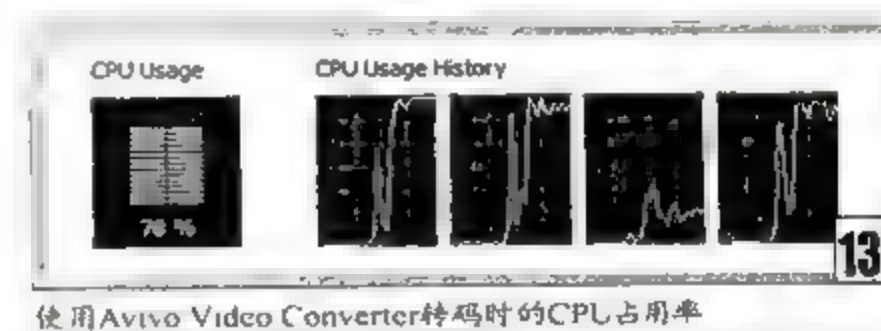 CPU Usage
CPU Usage History
76 %
13
使用Avivo Video Converter转码时的CPU占用率